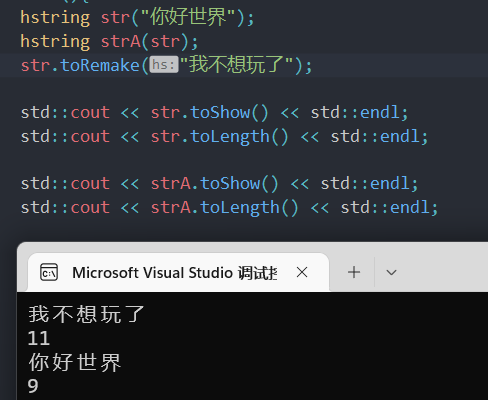 hstring str("你好世界");
hstring strA(str);
str.toRemake(hs:"我不想玩了");
std::cout << str.toShow() << std::endl;
std::cout << str.toLength() << std::endl;
std::cout << strA.toShow() << std::endl;
std::cout << strA.toLength() << std::endl;
Microsoft Visual Studio 调试控
我不想玩了
11
你好世界
9